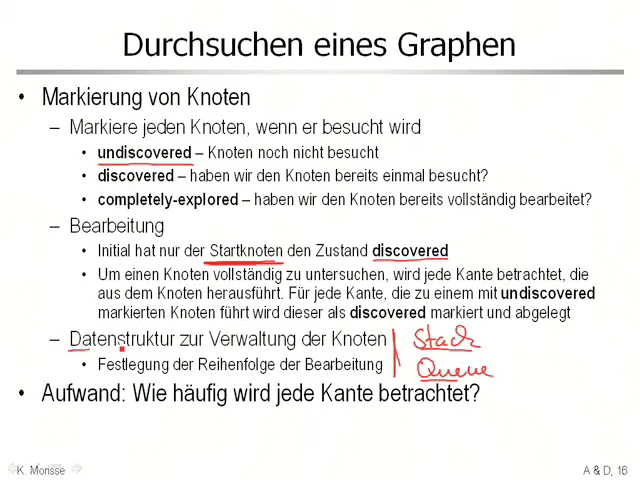 Durchsuchen eines Graphen
• Markierung von Knoten
– Markiere jeden Knoten, wenn er besucht wird
• undiscovered – Knoten noch nicht besucht
• discovered – haben wir den Knoten bereits einmal besucht?
• completely-explored – haben wir den Knoten bereits vollständig bearbeitet?
– Bearbeitung
• Initial hat nur der Startknoten den Zustand discovered
• Um einen Knoten vollständig zu untersuchen, wird jede Kante betrachtet, die
aus dem Knoten herausführt. Für jede Kante, die zu einem mit undiscovered
markierten Knoten führt wird dieser als discovered markiert und abgelegt
– Datenstruktur zur Verwaltung der Knoten Stack
• Festlegung der Reihenfolge der Bearbeitung Queue
• Aufwand: Wie häufig wird jede Kante betrachtet?
K. Morisse A & D, 16